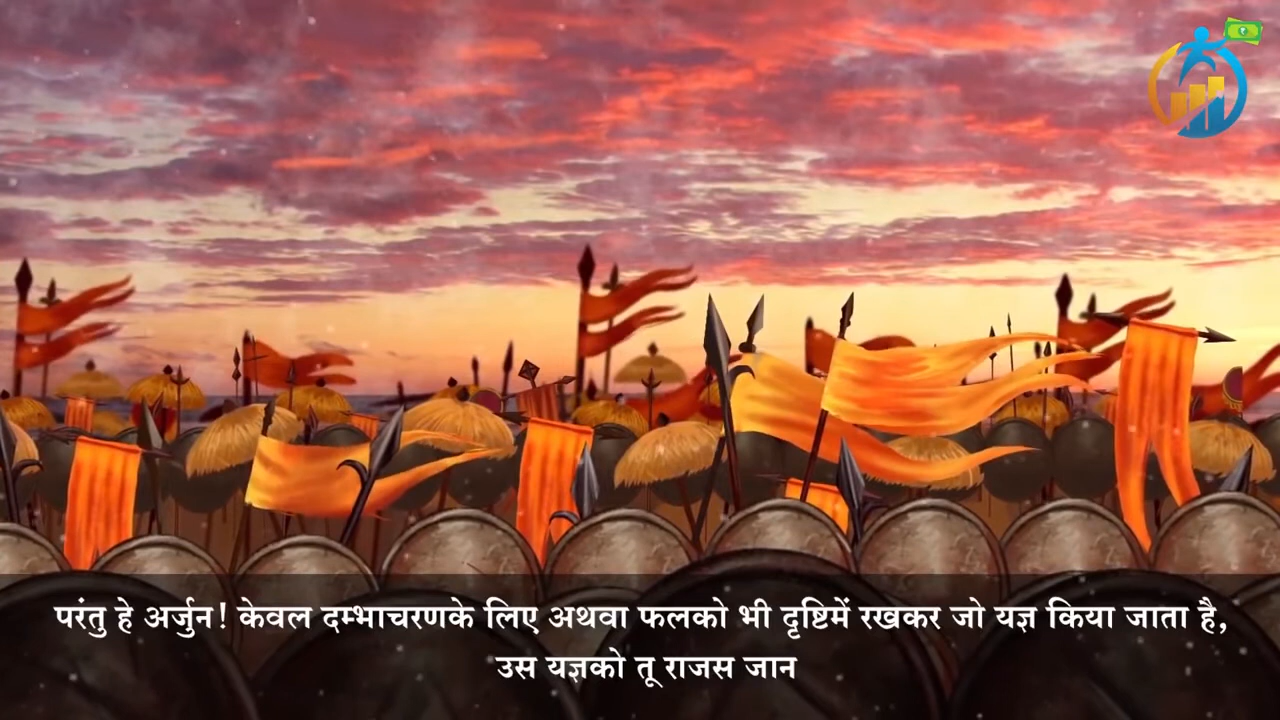 परंतु हे अर्जुन! केवल दम्भाचरणके लिए अथवा फलको भी दृष्टिमें रखकर जो यज्ञ किया जाता है,
उस यज्ञको तू राजस जान